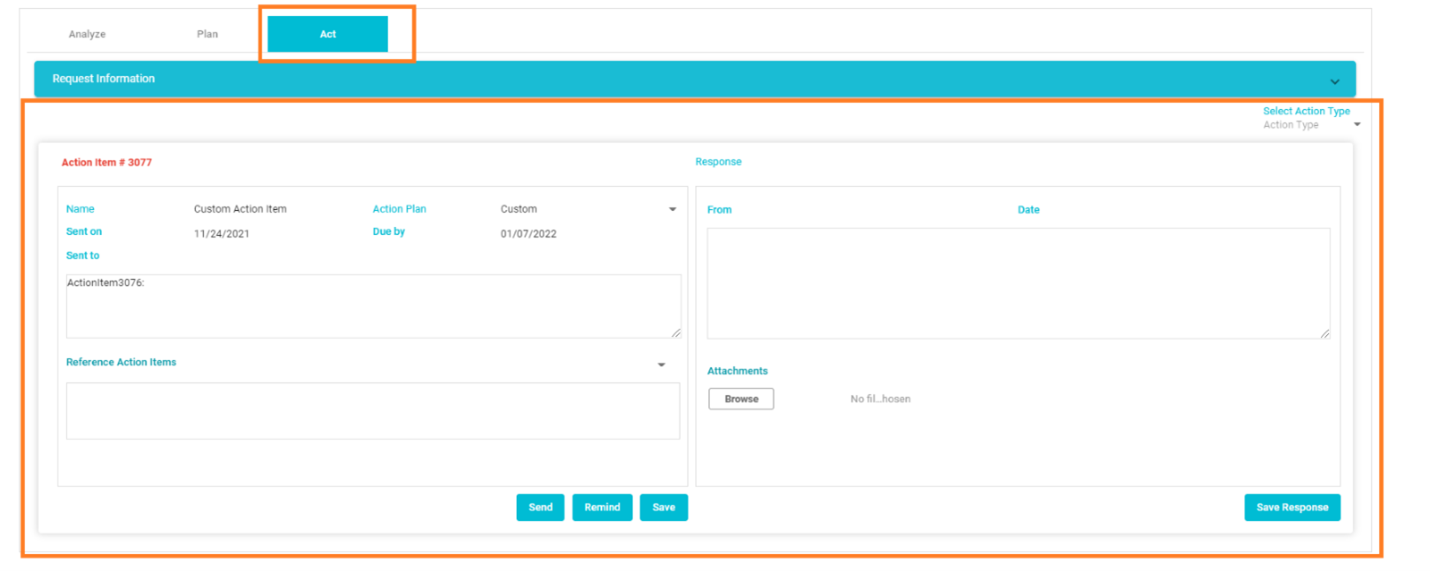 Analyze Plan Act
Request Information
Select Action Type
Action Type
Action Item # 3077
Name Custom Action Item Action Plan Custom
Sent on 11/24/2021 Due by 01/07/2022
Sent to
ActionItem3076:
Reference Action Items
Send Remind Save
Response
From Date
Attachments
Browse No fil...hosen
Save Response